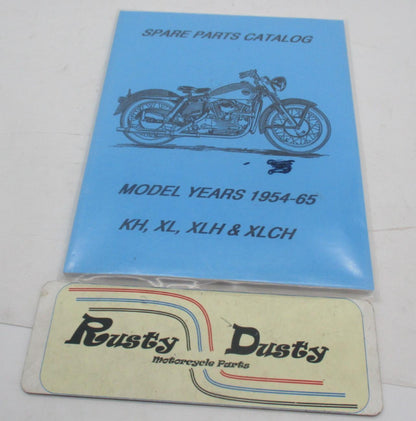 SPARE PARTS CATALOG
MODEL YEARS 1954-65
KH, XL, XLH & XLCH
Rusty Dusty
Motorcycle Parts